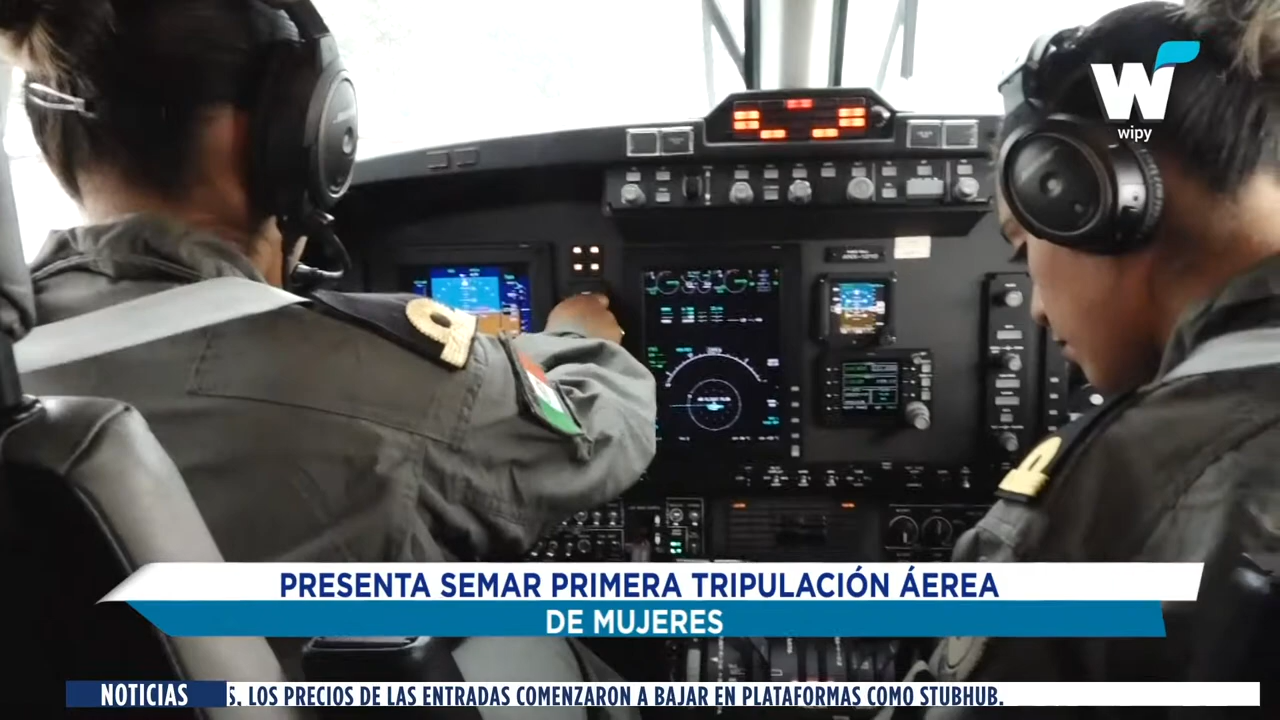 W
wipy
PRESENTA SEMAR PRIMERA TRIPULACIÓN ÁEREA
DE MUJERES
NOTICIAS
S. LOS PRECIOS DE LAS ENTRADAS COMENZARON A BAJAR EN PLATAFORMAS COMO STUBHUB.